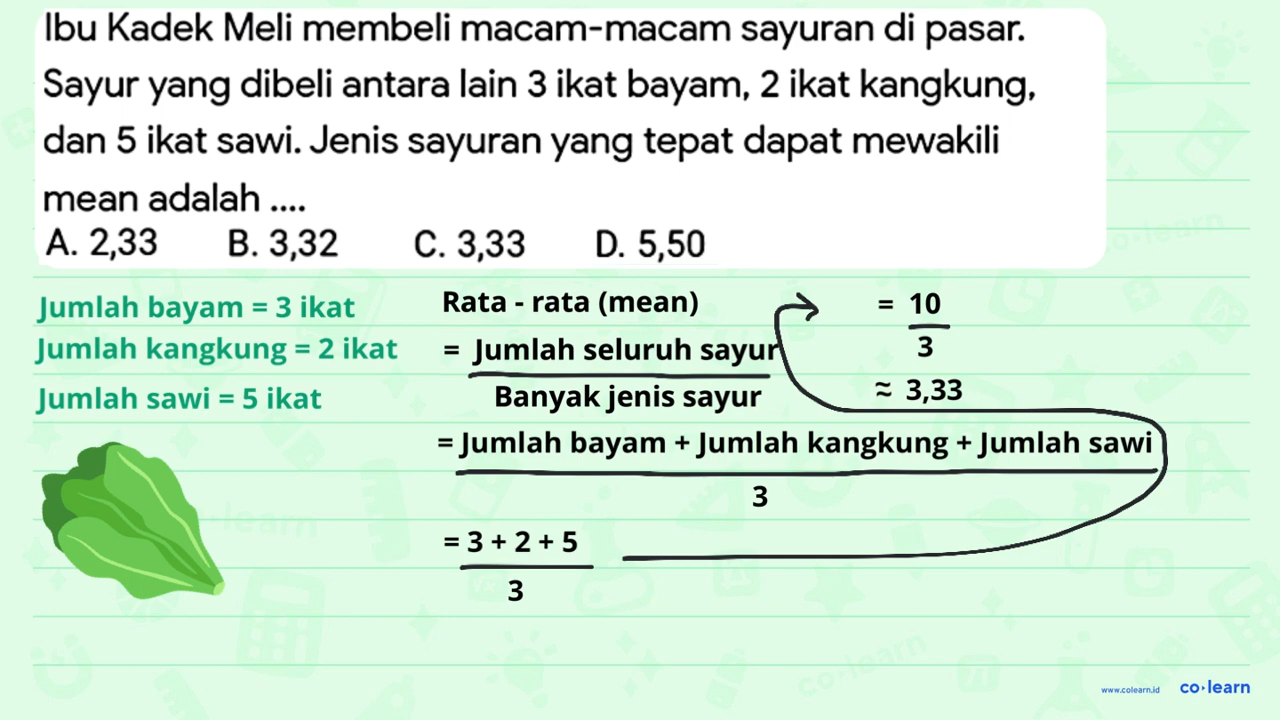 Ibu Kadek Meli membeli macam-macam sayuran di pasar.
Sayur yang dibeli antara lain 3 ikat bayam, 2 ikat kangkung,
dan 5 ikat sawi. Jenis sayuran yang tepat dapat mewakili
mean adalah ....
A. 2,33 B. 3,32 C. 3,33 D. 5,50
Jumlah bayam = 3 ikat
Jumlah kangkung = 2 ikat
Jumlah sawi = 5 ikat
Rata - rata (mean)
= Jumlah seluruh sayur
Banyak jenis sayur
= Jumlah bayam + Jumlah kangkung + Jumlah sawi
3
= 3 + 2 + 5
3
= 10
3
≈ 3,33
www.colearn.id co·learn